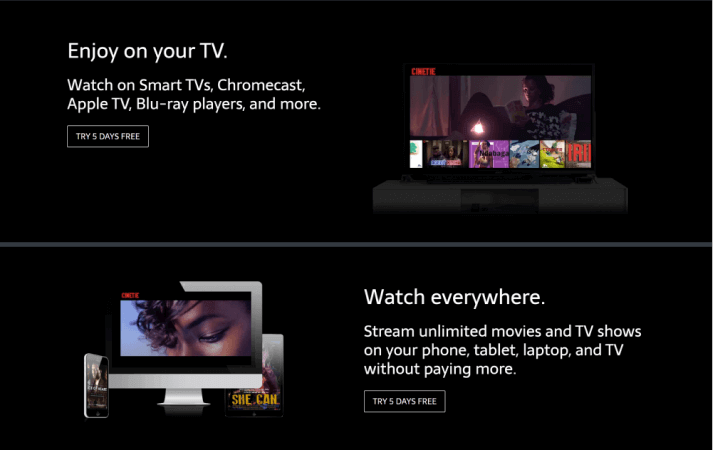 Enjoy on your TV.
Watch on Smart TVs, Chromecast,
Apple TV, Blu-ray players, and more.
TRY 5 DAYS FREE
CINETIE
Watch everywhere.
Stream unlimited movies and TV shows
on your phone, tablet, laptop, and TV
without paying more.
TRY 5 DAYS FREE
CINETIE
SHE CAN